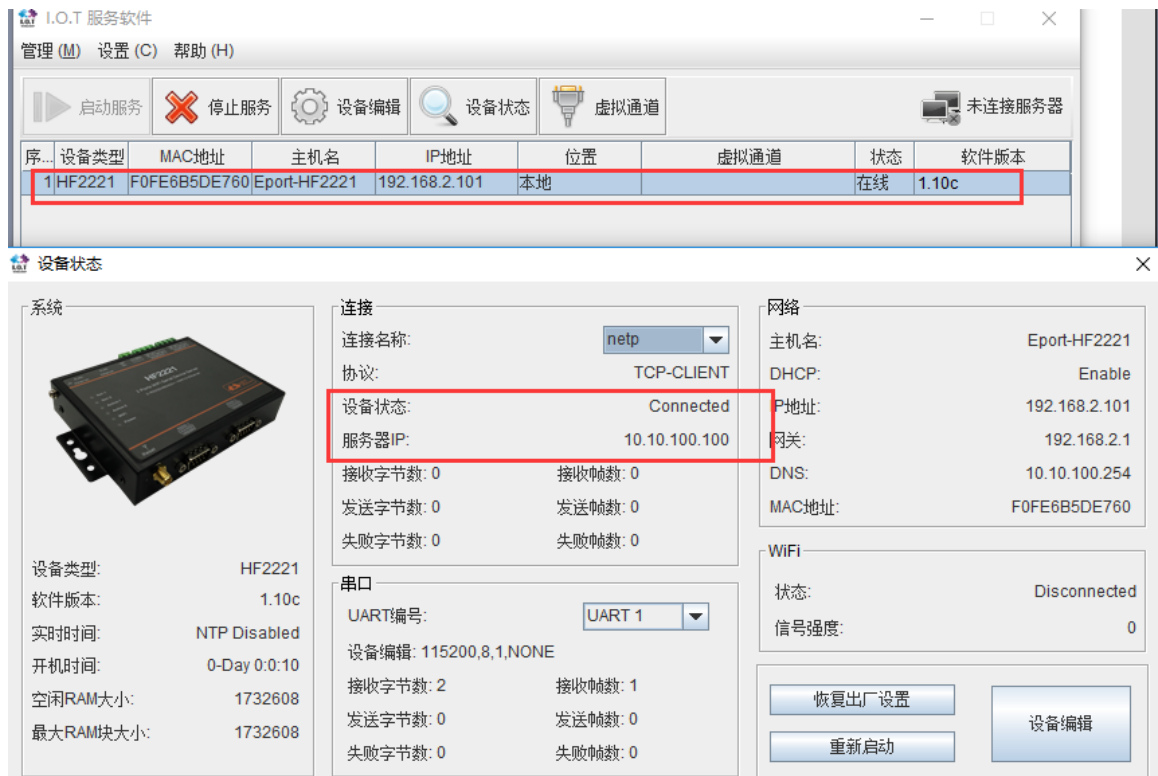 I.O.T 服务软件
管理 (M) 设置 (C) 帮助 (H)
启动服务 停止服务 设备编辑 设备状态 虚拟通道 未连接服务器
序... 设备类型 MAC地址 主机名 IP地址 位置 虚拟通道 状态 软件版本
1 HF2221 F0FE6B5DE760 Eport-HF2221 192.168.2.101 本地 在线 1.10c
设备状态
系统
HF2221
设备类型: HF2221
软件版本: 1.10c
实时时间: NTP Disabled
开机时间: 0-Day 0:0:10
空闲RAM大小: 1732608
最大RAM块大小: 1732608
连接
连接名称: netp
协议: TCP-CLIENT
设备状态: Connected
服务器IP: 10.10.100.100
接收字节数: 0 接收帧数: 0
发送字节数: 0 发送帧数: 0
失败字节数: 0 失败帧数: 0
串口
UART编号: UART 1
设备编辑: 115200,8,1,NONE
接收字节数: 2 接收帧数: 1
发送字节数: 0 发送帧数: 0
失败字节数: 0 失败帧数: 0
网络
主机名: Eport-HF2221
DHCP: Enable
IP地址: 192.168.2.101
网关: 192.168.2.1
DNS: 10.10.100.254
MAC地址: F0FE6B5DE760
WiFi
状态: Disconnected
信号强度: 0
恢复出厂设置
重新启动
设备编辑